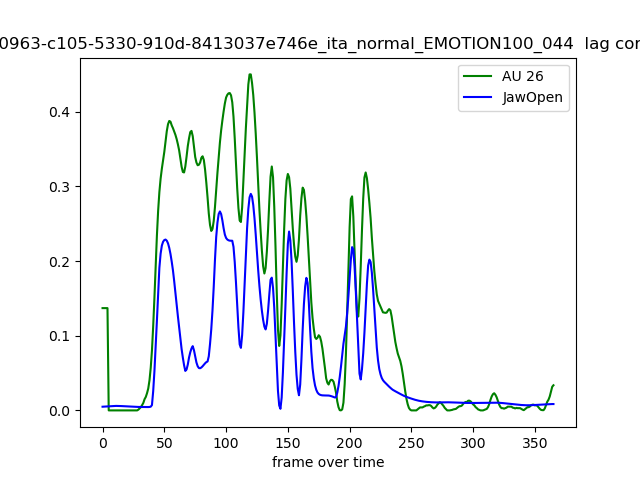 0963-c105-5330-910d-8413037e746e_ita_normal_EMOTION100_044  lag cor
AU 26
JawOpen
0.4
0.3
0.2
0.1
0.0
0 50 100 150 200 250 300 350
frame over time